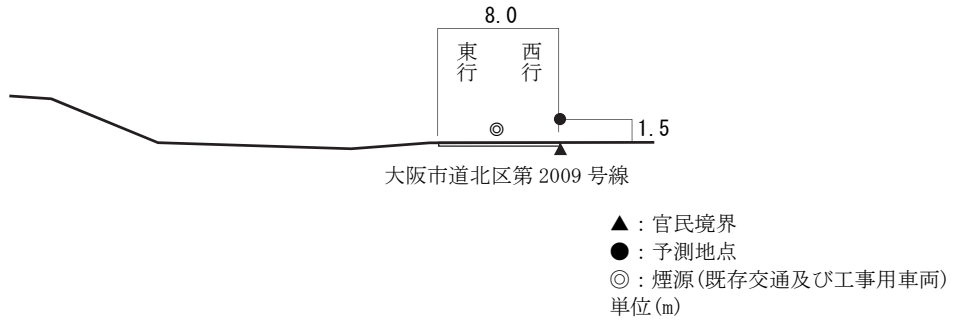 8.0
東行
西行
1.5
大阪市道北区第 2009 号線
▲：官民境界
●：予測地点
◎：煙源(既存交通及び工事用車両)
単位(m)